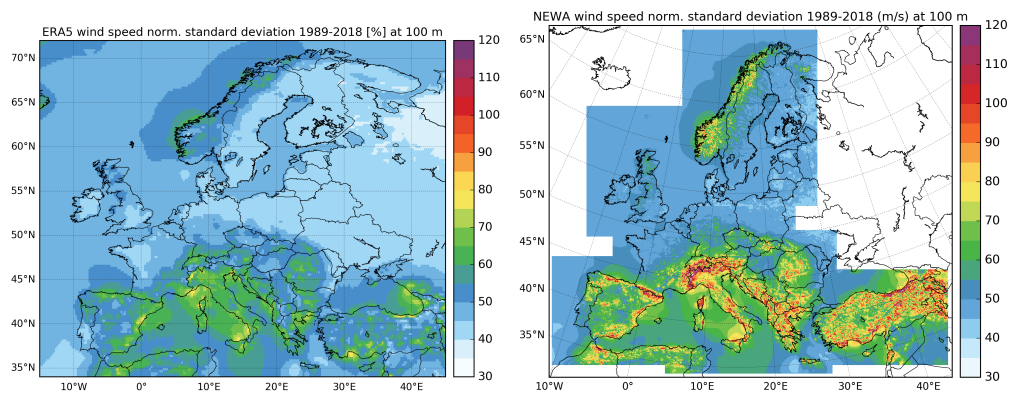 ERA5 wind speed norm. standard deviation 1989-2018 [%] at 100 m
70°N
65°N
60°N
55°N
50°N
45°N
40°N
35°N
10°W
0°
10°E
20°E
30°E
40°E
120
110
100
90
80
70
60
50
40
30
NEWA wind speed norm. standard deviation 1989-2018 (m/s) at 100 m
65°N
60°N
55°N
50°N
45°N
40°N
35°N
10°W
0°
10°E
20°E
30°E
40°E
120
110
100
90
80
70
60
50
40
30